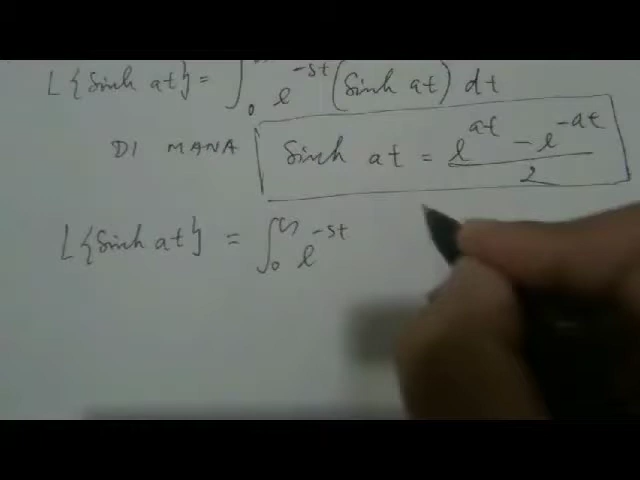 L{Sinh at} = ∫₀^∞ e^{-st} (Sinh at) dt
DI MANA Sinh at = (e^{at} - e^{-at})/2
L{Sinh at} = ∫₀^∞ e^{-st}